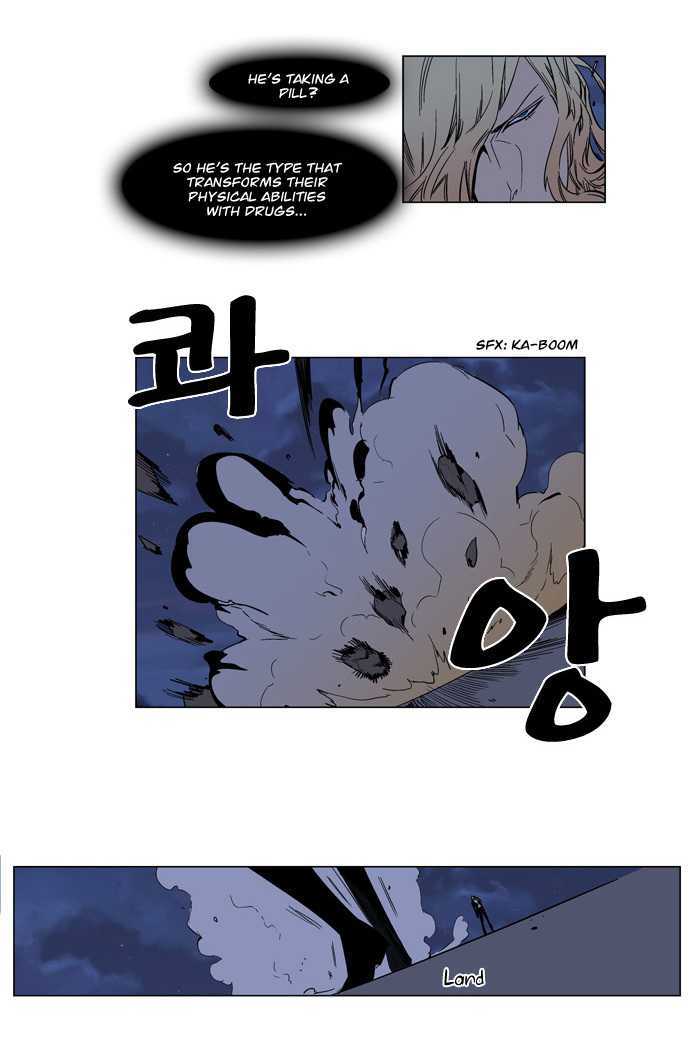 HE'S TAKING A
PILL?
SO HE'S THE TYPE THAT
TRANSFORMS THEIR
PHYSICAL ABILITIES
WITH DRUGS...
콰
SFX: KA-BOOM
앙
Land